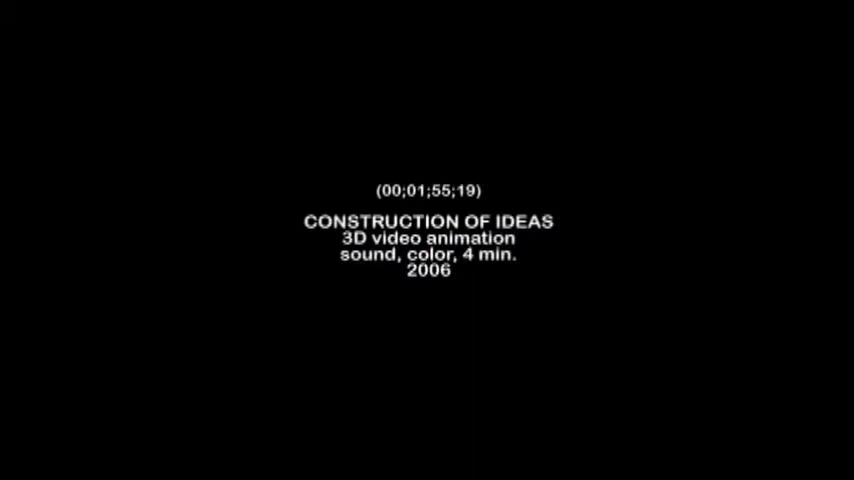 (00;01;55;19)
CONSTRUCTION OF IDEAS
3D video animation
sound, color, 4 min.
2006